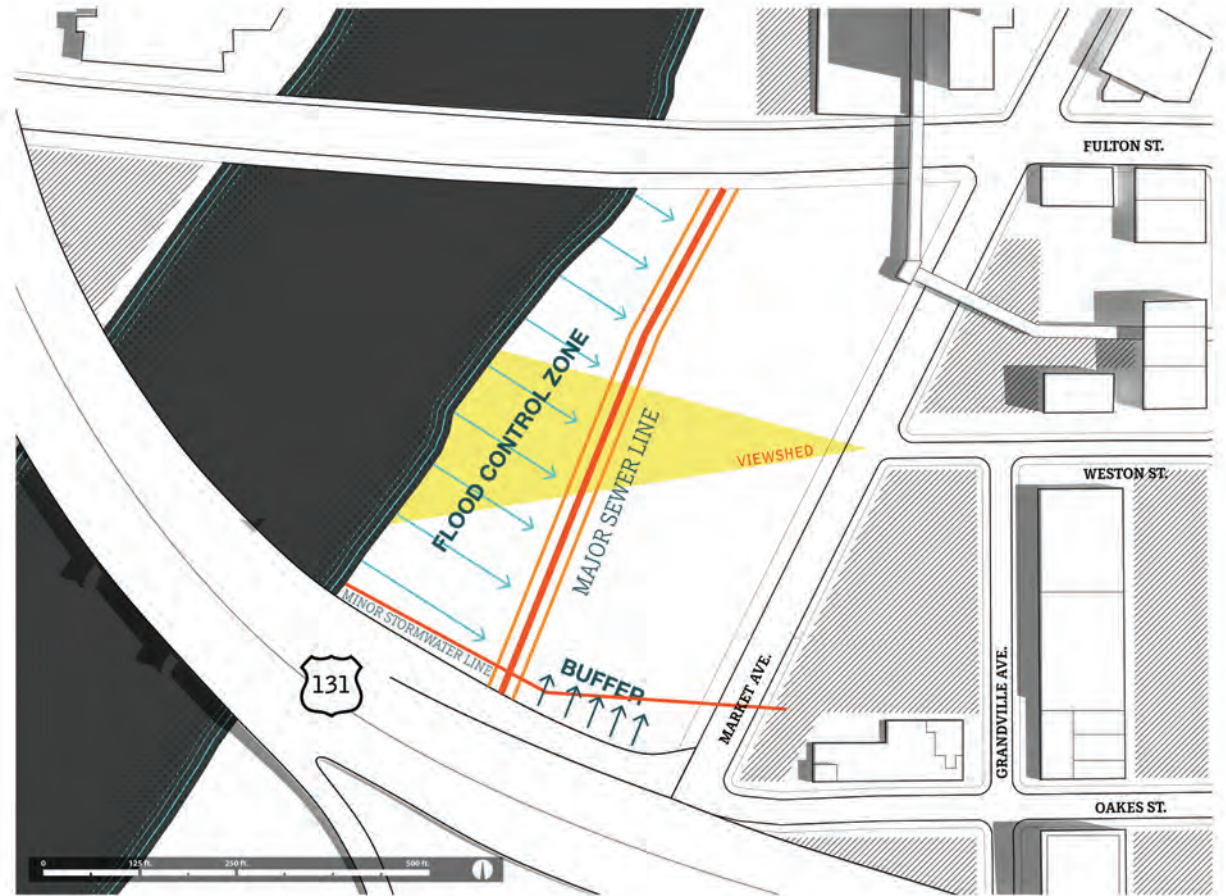 FULTON ST.
FLOOD CONTROL ZONE
VIEWSHED
MAJOR SEWER LINE
WESTON ST.
MINOR STORMWATER LINE
BUFFER
131
MARKET AVE.
GRANDVILLE AVE.
OAKES ST.
0 125 ft. 250 ft. 500 ft.